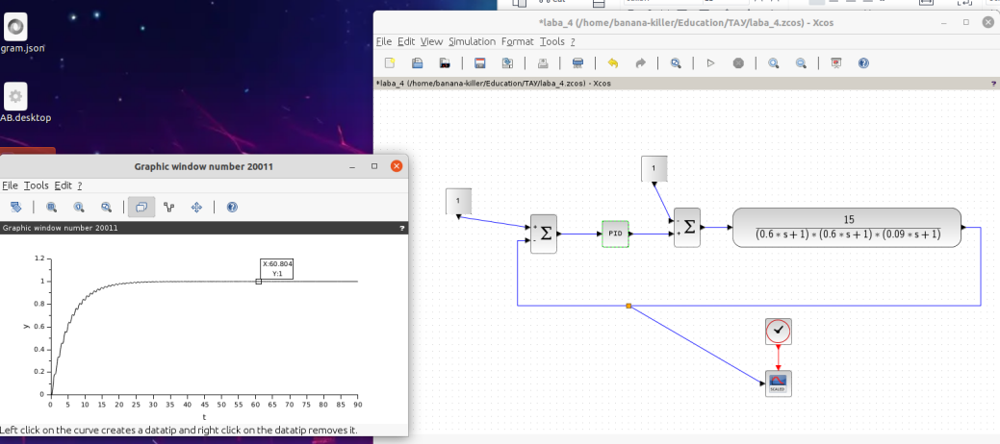 gram.json
AB.desktop
*laba_4 (/home/banana-killer/Education/ТАУ/laba_4.zcos) - Xcos
File Edit View Simulation Format Tools ?
*laba_4 (/home/banana-killer/Education/ТАУ/laba_4.zcos) - Xcos
?
1
1
+
-
Σ
PID
-
+
Σ
15
(0.6*s+1)*(0.6*s+1)*(0.09*s+1)
SCALED
Graphic window number 20011
File Tools Edit ?
Graphic window number 20011
?
X:60.804
Y:1
1.2
1
0.8
0.6
0.4
0.2
0
y
0 5 10 15 20 25 30 35 40 45 50 55 60 65 70 75 80 85 90
t
Left click on the curve creates a datatip and right click on the datatip removes it.